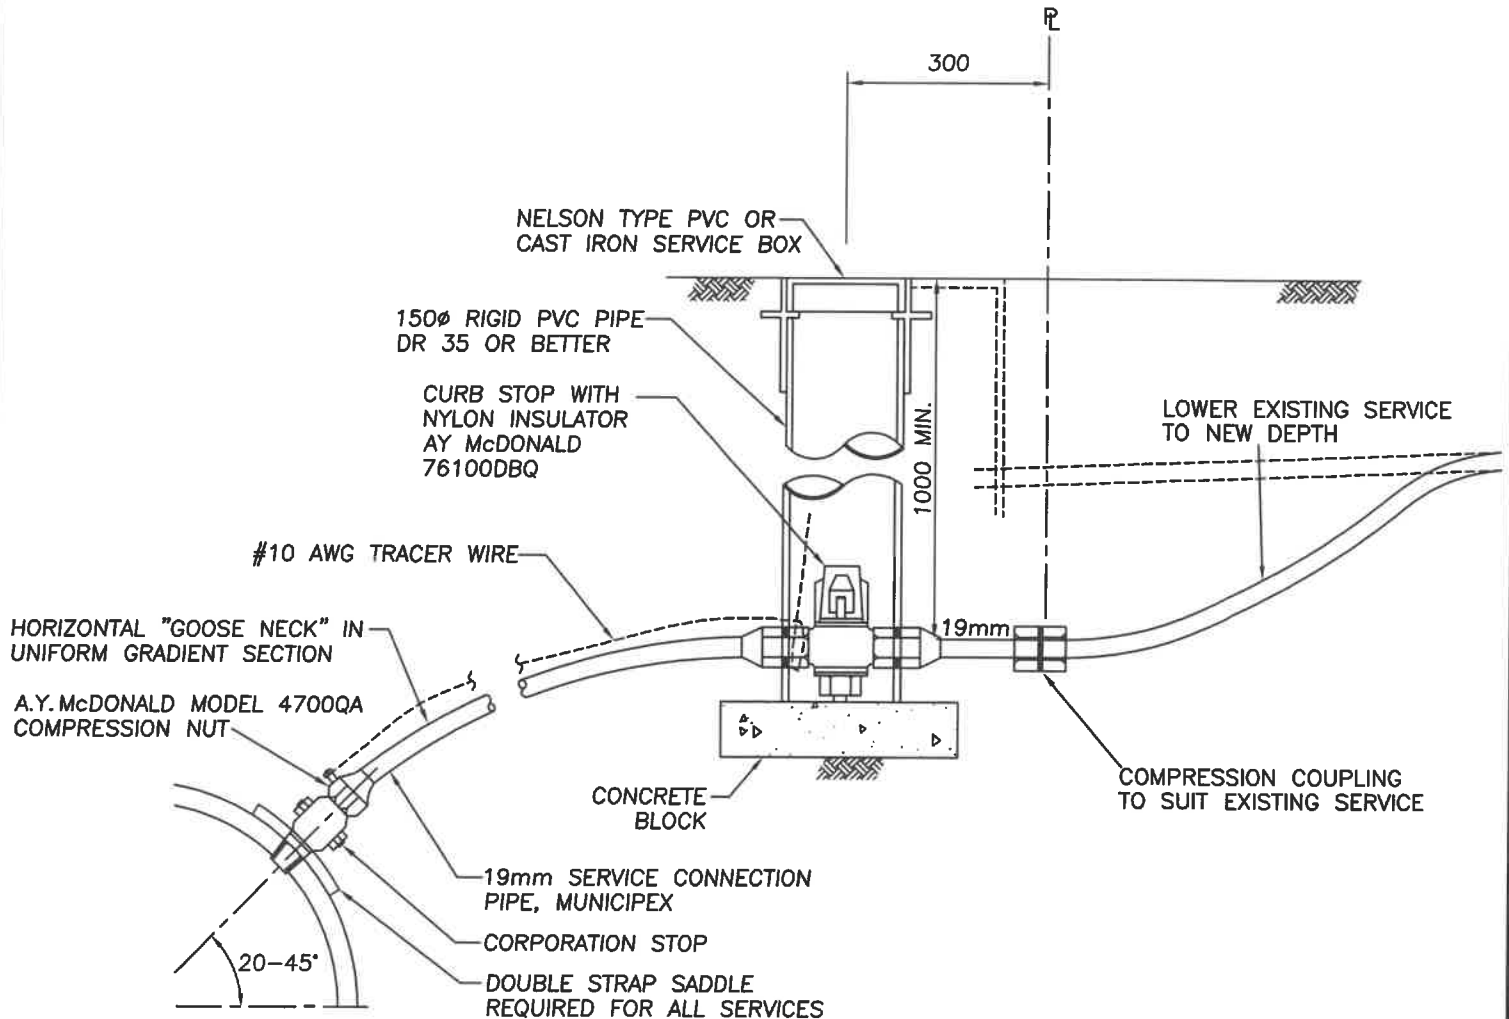 ℄
300
NELSON TYPE PVC OR
CAST IRON SERVICE BOX
150ø RIGID PVC PIPE
DR 35 OR BETTER
CURB STOP WITH
NYLON INSULATOR
AY McDONALD
76100DBQ
1000 MIN.
LOWER EXISTING SERVICE
TO NEW DEPTH
#10 AWG TRACER WIRE
HORIZONTAL "GOOSE NECK" IN
UNIFORM GRADIENT SECTION
19mm
A.Y. McDONALD MODEL 4700QA
COMPRESSION NUT
CONCRETE
BLOCK
COMPRESSION COUPLING
TO SUIT EXISTING SERVICE
19mm SERVICE CONNECTION
PIPE, MUNICIPEX
CORPORATION STOP
20-45°
DOUBLE STRAP SADDLE
REQUIRED FOR ALL SERVICES